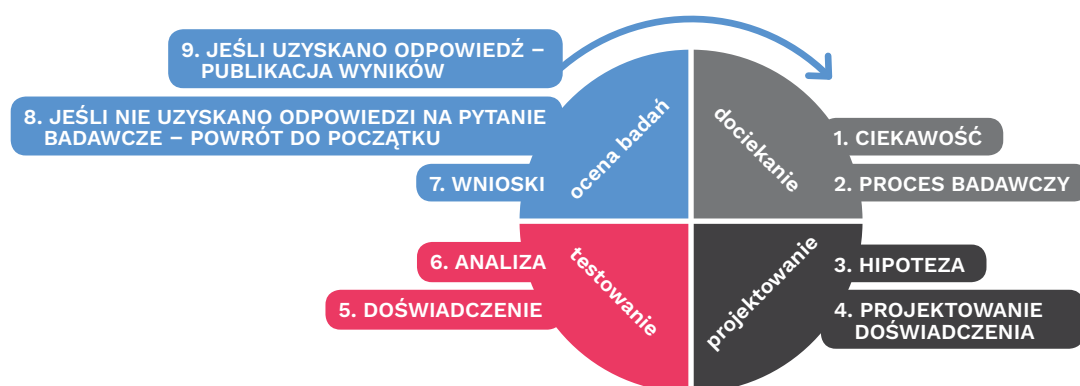 9. JEŚLI UZYSKANO ODPOWIEDŹ –
PUBLIKACJA WYNIKÓW
8. JEŚLI NIE UZYSKANO ODPOWIEDZI NA PYTANIE
BADAWCZE – POWRÓT DO POCZĄTKU
7. WNIOSKI
ocena badań
dociekanie
1. CIEKAWOŚĆ
2. PROCES BADAWCZY
6. ANALIZA
5. DOŚWIADCZENIE
testowanie
projektowanie
3. HIPOTEZA
4. PROJEKTOWANIE
DOŚWIADCZENIA